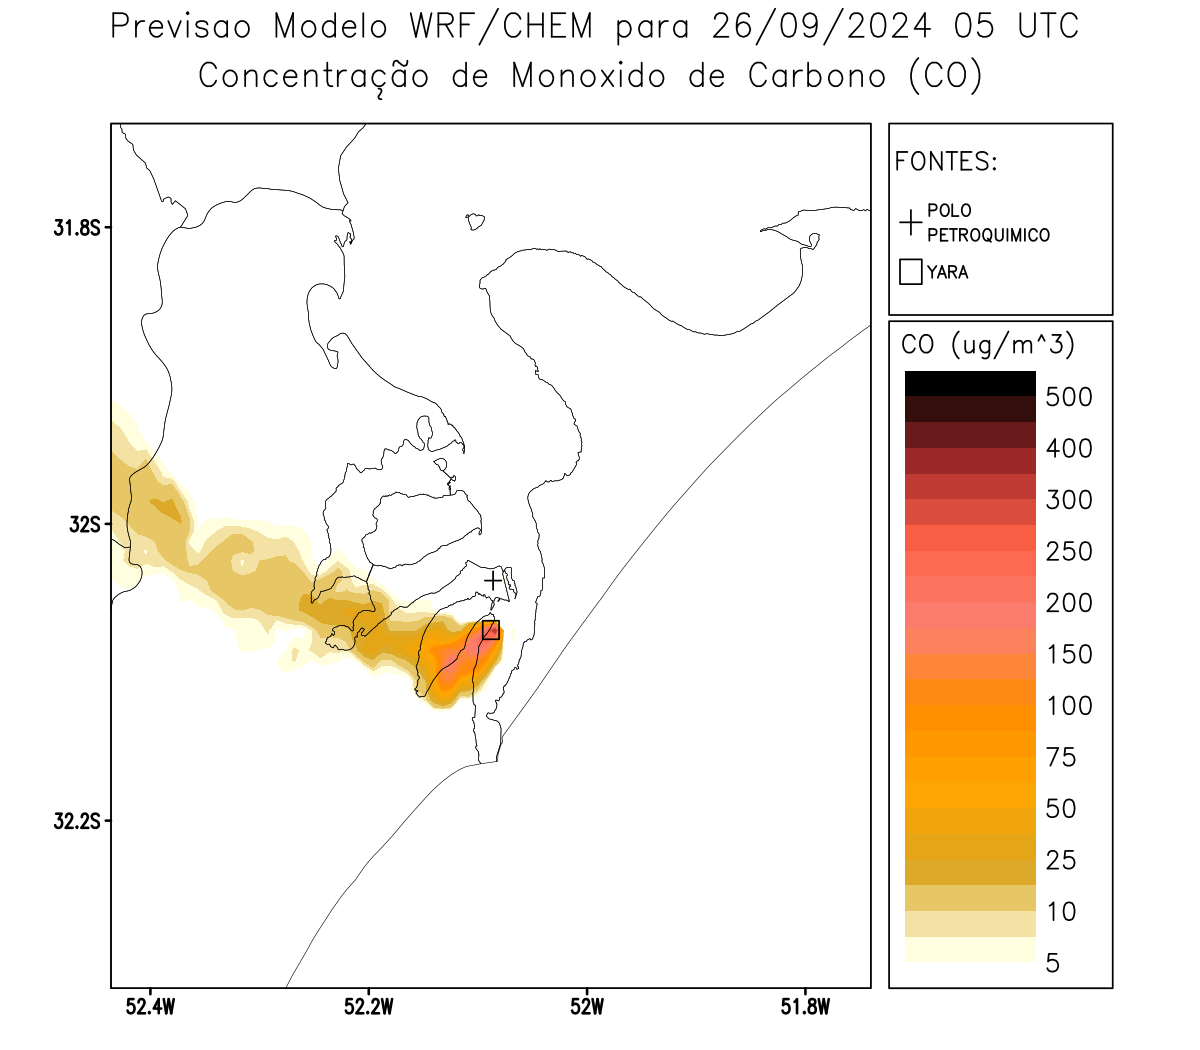 Previsao Modelo WRF/CHEM para 26/09/2024 05 UTC
Concentração de Monoxido de Carbono (CO)
FONTES:
POLO
PETROQUIMICO
YARA
CO (ug/m^3)
500
400
300
250
200
150
100
75
50
25
10
5
31.8S
32S
32.2S
52.4W
52.2W
52W
51.8W